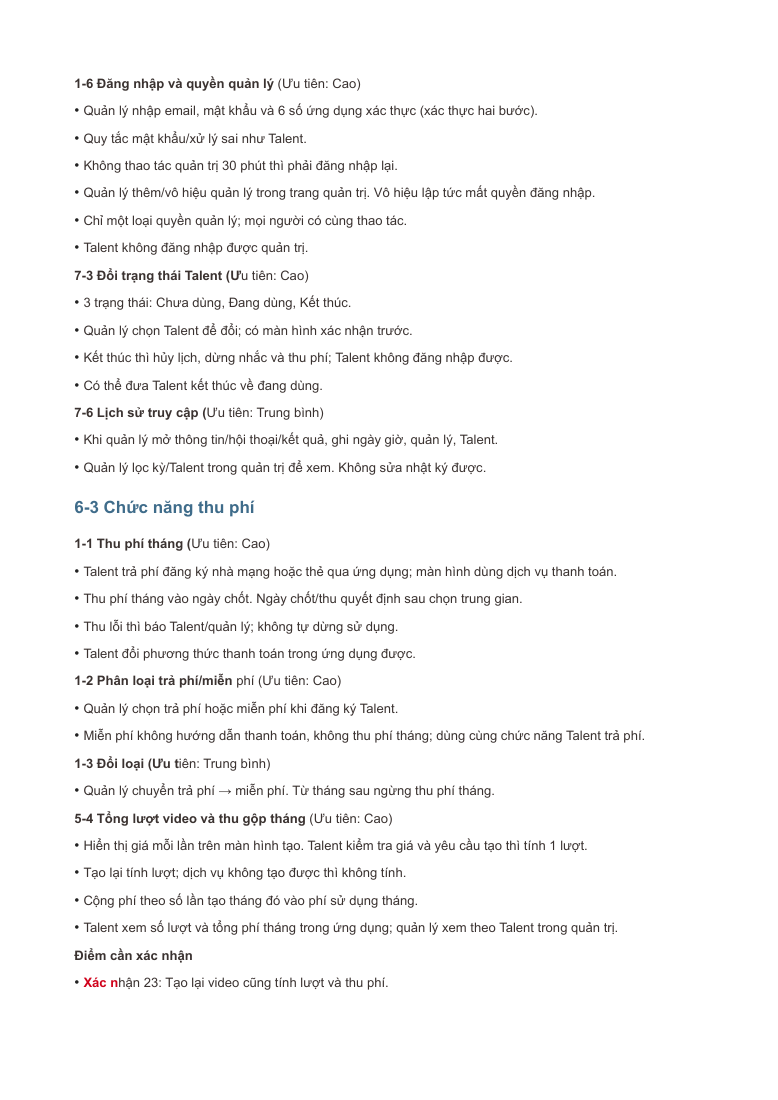 1-6 Đăng nhập và quyền quản lý (Ưu tiên: Cao)
• Quản lý nhập email, mật khẩu và 6 số ứng dụng xác thực (xác thực hai bước).
• Quy tắc mật khẩu/xử lý sai như Talent.
• Không thao tác quản trị 30 phút thì phải đăng nhập lại.
• Quản lý thêm/vô hiệu quản lý trong trang quản trị. Vô hiệu lập tức mất quyền đăng nhập.
• Chỉ một loại quyền quản lý; mọi người có cùng thao tác.
• Talent không đăng nhập được quản trị.
7-3 Đổi trạng thái Talent (Ưu tiên: Cao)
• 3 trạng thái: Chưa dùng, Đang dùng, Kết thúc.
• Quản lý chọn Talent để đổi; có màn hình xác nhận trước.
• Kết thúc thì hủy lịch, dừng nhắc và thu phí; Talent không đăng nhập được.
• Có thể đưa Talent kết thúc về đang dùng.
7-6 Lịch sử truy cập (Ưu tiên: Trung bình)
• Khi quản lý mở thông tin/hội thoại/kết quả, ghi ngày giờ, quản lý, Talent.
• Quản lý lọc kỳ/Talent trong quản trị để xem. Không sửa nhật ký được.
6-3 Chức năng thu phí
1-1 Thu phí tháng (Ưu tiên: Cao)
• Talent trả phí đăng ký nhà mạng hoặc thẻ qua ứng dụng; màn hình dùng dịch vụ thanh toán.
• Thu phí tháng vào ngày chốt. Ngày chốt/thu quyết định sau chọn trung gian.
• Thu lỗi thì báo Talent/quản lý; không tự dừng sử dụng.
• Talent đổi phương thức thanh toán trong ứng dụng được.
1-2 Phân loại trả phí/miễn phí (Ưu tiên: Cao)
• Quản lý chọn trả phí hoặc miễn phí khi đăng ký Talent.
• Miễn phí không hướng dẫn thanh toán, không thu phí tháng; dùng cùng chức năng Talent trả phí.
1-3 Đổi loại (Ưu tiên: Trung bình)
• Quản lý chuyển trả phí → miễn phí. Từ tháng sau ngừng thu phí tháng.
5-4 Tổng lượt video và thu gộp tháng (Ưu tiên: Cao)
• Hiển thị giá mỗi lần trên màn hình tạo. Talent kiểm tra giá và yêu cầu tạo thì tính 1 lượt.
• Tạo lại tính lượt; dịch vụ không tạo được thì không tính.
• Cộng phí theo số lần tạo tháng đó vào phí sử dụng tháng.
• Talent xem số lượt và tổng phí tháng trong ứng dụng; quản lý xem theo Talent trong quản trị.
Điểm cần xác nhận
• Xác nhận 23: Tạo lại video cũng tính lượt và thu phí.